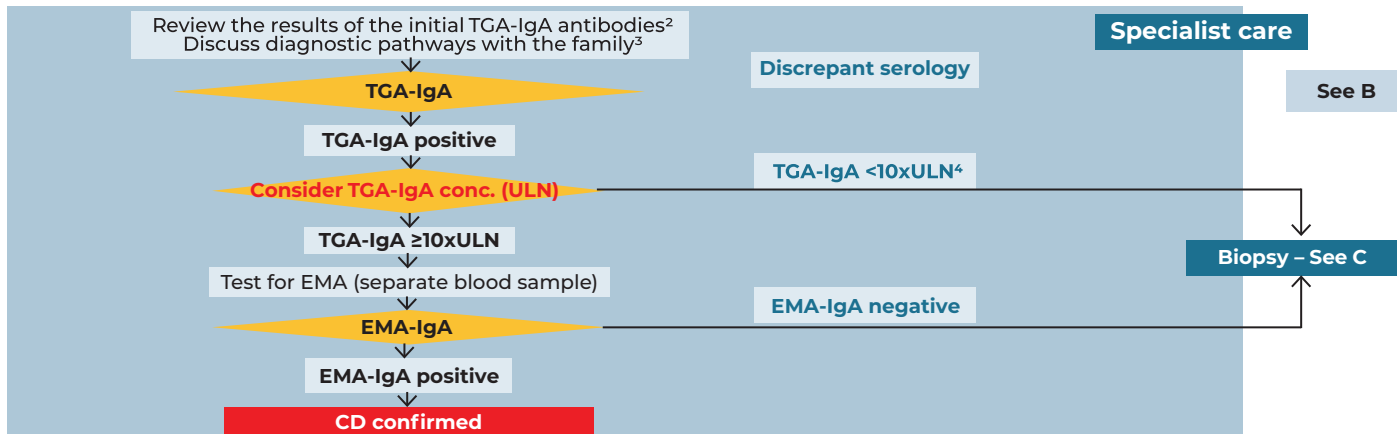 Review the results of the initial TGA-IgA antibodies²
Discuss diagnostic pathways with the family³
Specialist care
Discrepant serology
TGA-IgA
See B
TGA-IgA positive
TGA-IgA <10xULN⁴
Consider TGA-IgA conc. (ULN)
TGA-IgA ≥10xULN
Biopsy – See C
Test for EMA (separate blood sample)
EMA-IgA negative
EMA-IgA
EMA-IgA positive
CD confirmed